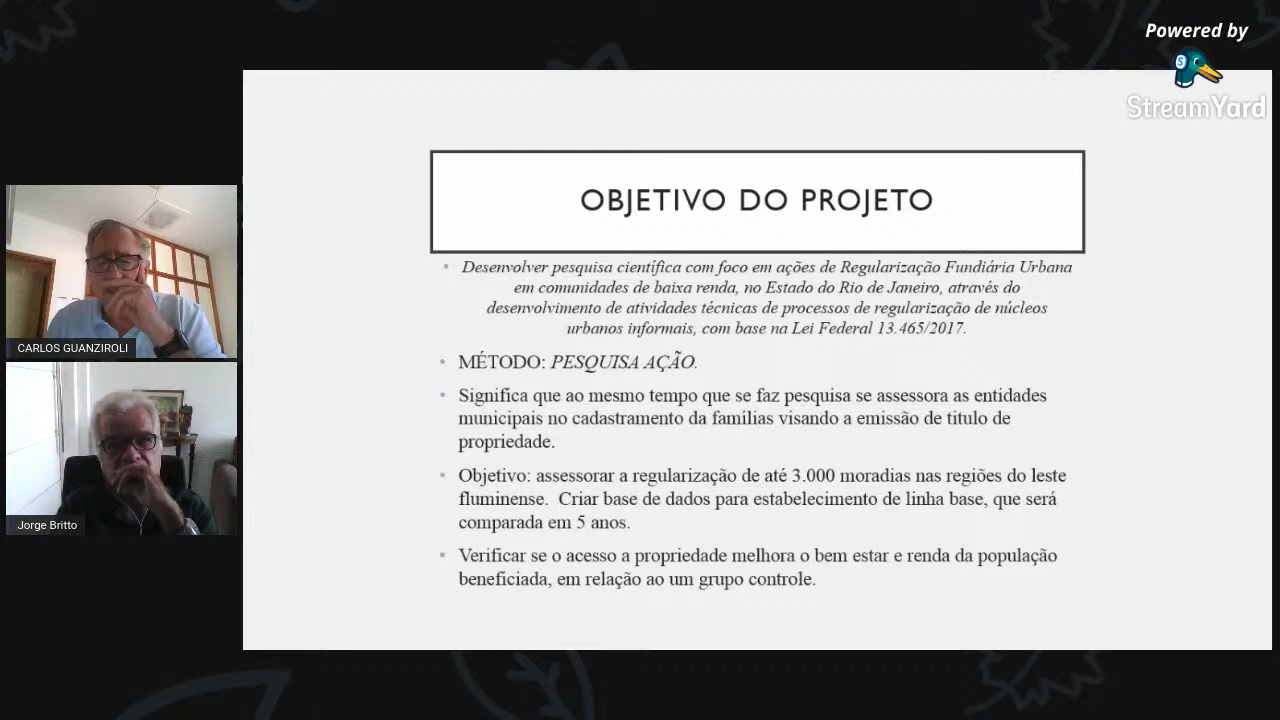 Powered by
StreamYard
OBJETIVO DO PROJETO
• Desenvolver pesquisa científica com foco em ações de Regularização Fundiária Urbana
em comunidades de baixa renda, no Estado do Rio de Janeiro, através do
desenvolvimento de atividades técnicas de processos de regularização de núcleos
urbanos informais, com base na Lei Federal 13.465/2017.
• MÉTODO: PESQUISA AÇÃO.
• Significa que ao mesmo tempo que se faz pesquisa se assessora as entidades
municipais no cadastramento da famílias visando a emissão de titulo de
propriedade.
• Objetivo: assessorar a regularização de até 3.000 moradias nas regiões do leste
fluminense. Criar base de dados para estabelecimento de linha base, que será
comparada em 5 anos.
• Verificar se o acesso a propriedade melhora o bem estar e renda da população
beneficiada, em relação ao um grupo controle.
CARLOS GUANZIROLI
Jorge Britto